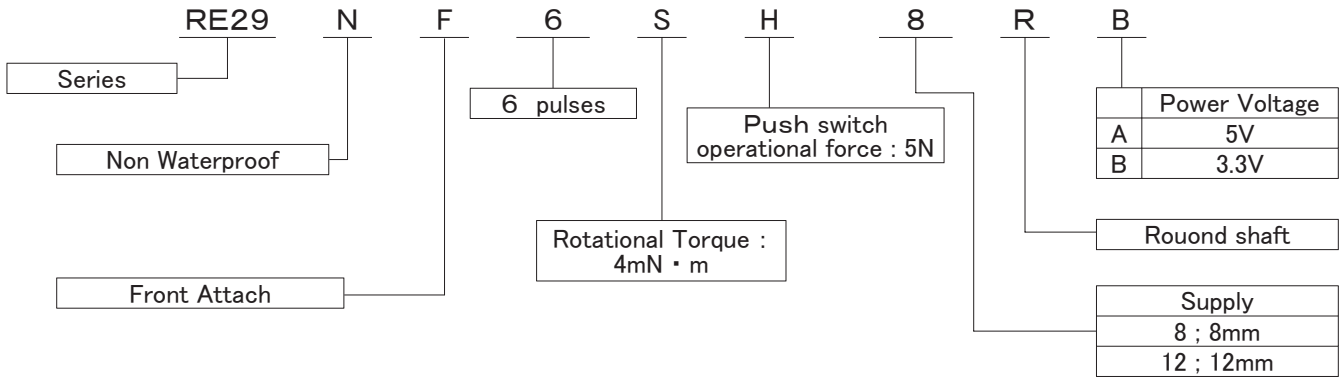 RE29 N F 6 S H 8 R B
Series
6 pulses
Power Voltage
A 5V
B 3.3V
Push switch
operational force : 5N
Non Waterproof
Rotational Torque :
4mN・m
Rouond shaft
Front Attach
Supply
8 ; 8mm
12 ; 12mm